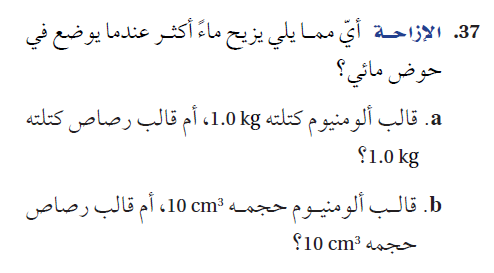 37. الإزاحة أيّ مما يلي يزيح ماءً أكثر عندما يوضع في
حوض مائي؟
a. قالب ألومنيوم كتلته 1.0 kg، أم قالب رصاص كتلته
1.0 kg؟
b. قالب ألومنيوم حجمه 10 cm³، أم قالب رصاص
حجمه 10 cm³؟